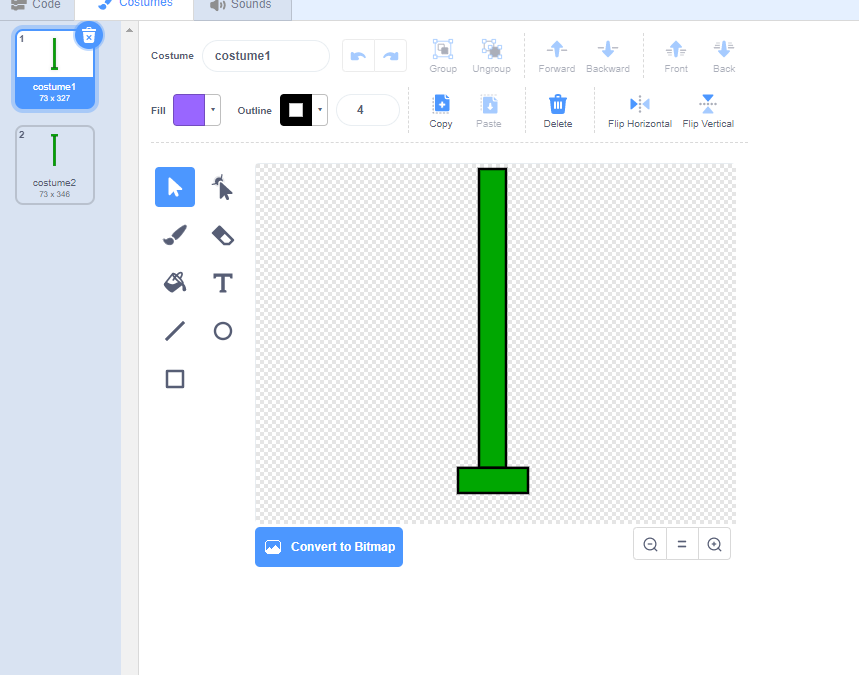 Code Costumes Sounds
1
costume1
73 x 327
2
costume2
73 x 346
Costume costume1
Group Ungroup Forward Backward Front Back
Fill Outline 4
Copy Paste Delete Flip Horizontal Flip Vertical
T
Convert to Bitmap